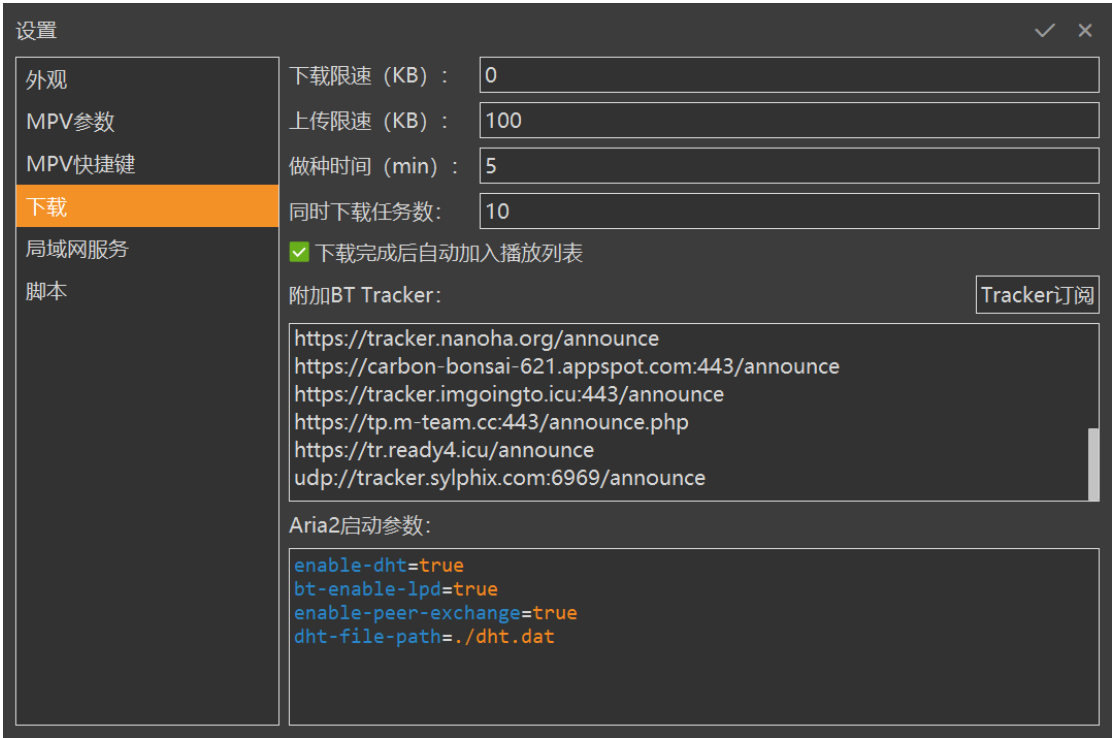 设置
外观
MPV参数
MPV快捷键
下载
局域网服务
脚本
下载限速（KB）: 0
上传限速（KB）: 100
做种时间（min）: 5
同时下载任务数: 10
下载完成后自动加入播放列表
附加BT Tracker:
Tracker订阅
https://tracker.nanoha.org/announce
https://carbon-bonsai-621.appspot.com:443/announce
https://tracker.imgoingto.icu:443/announce
https://tp.m-team.cc:443/announce.php
https://tr.ready4.icu/announce
udp://tracker.sylphix.com:6969/announce
Aria2启动参数:
enable-dht=true
bt-enable-lpd=true
enable-peer-exchange=true
dht-file-path=./dht.dat